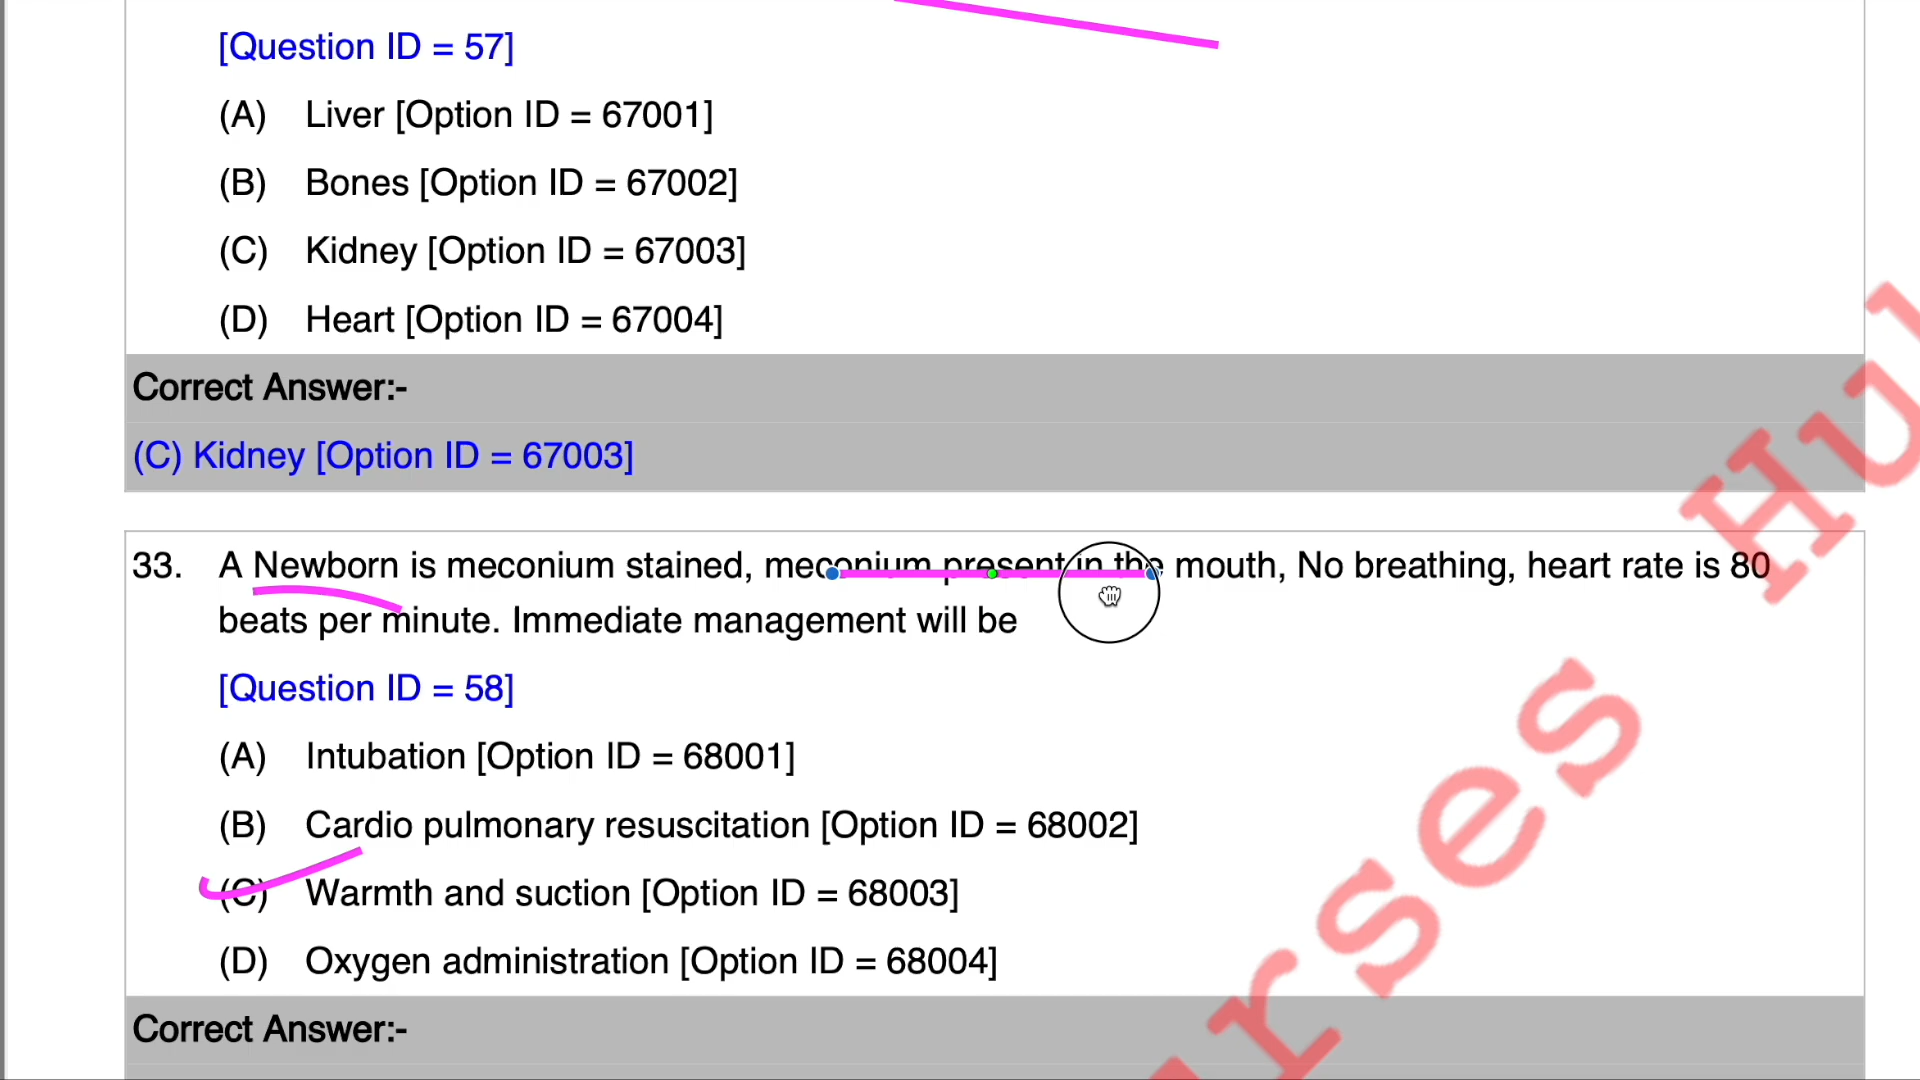 [Question ID = 57]
(A) Liver [Option ID = 67001]
(B) Bones [Option ID = 67002]
(C) Kidney [Option ID = 67003]
(D) Heart [Option ID = 67004]
Correct Answer:-
(C) Kidney [Option ID = 67003]
33. A Newborn is meconium stained, meconium present in the mouth, No breathing, heart rate is 80
beats per minute. Immediate management will be
[Question ID = 58]
(A) Intubation [Option ID = 68001]
(B) Cardio pulmonary resuscitation [Option ID = 68002]
(C) Warmth and suction [Option ID = 68003]
(D) Oxygen administration [Option ID = 68004]
Correct Answer:-